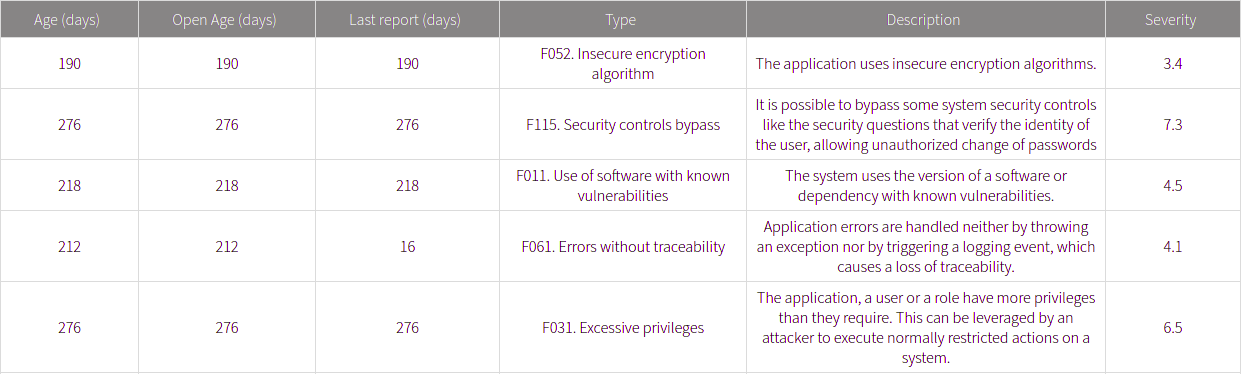 Age (days) Open Age (days) Last report (days) Type Description Severity
190 190 190 F052. Insecure encryption algorithm The application uses insecure encryption algorithms. 3.4
276 276 276 F115. Security controls bypass It is possible to bypass some system security controls
like the security questions that verify the identity of
the user, allowing unauthorized change of passwords 7.3
218 218 218 F011. Use of software with known
vulnerabilities The system uses the version of a software or
dependency with known vulnerabilities. 4.5
212 212 16 F061. Errors without traceability Application errors are handled neither by throwing
an exception nor by triggering a logging event, which
causes a loss of traceability. 4.1
276 276 276 F031. Excessive privileges The application, a user or a role have more privileges
than they require. This can be leveraged by an
attacker to execute normally restricted actions on a
system. 6.5